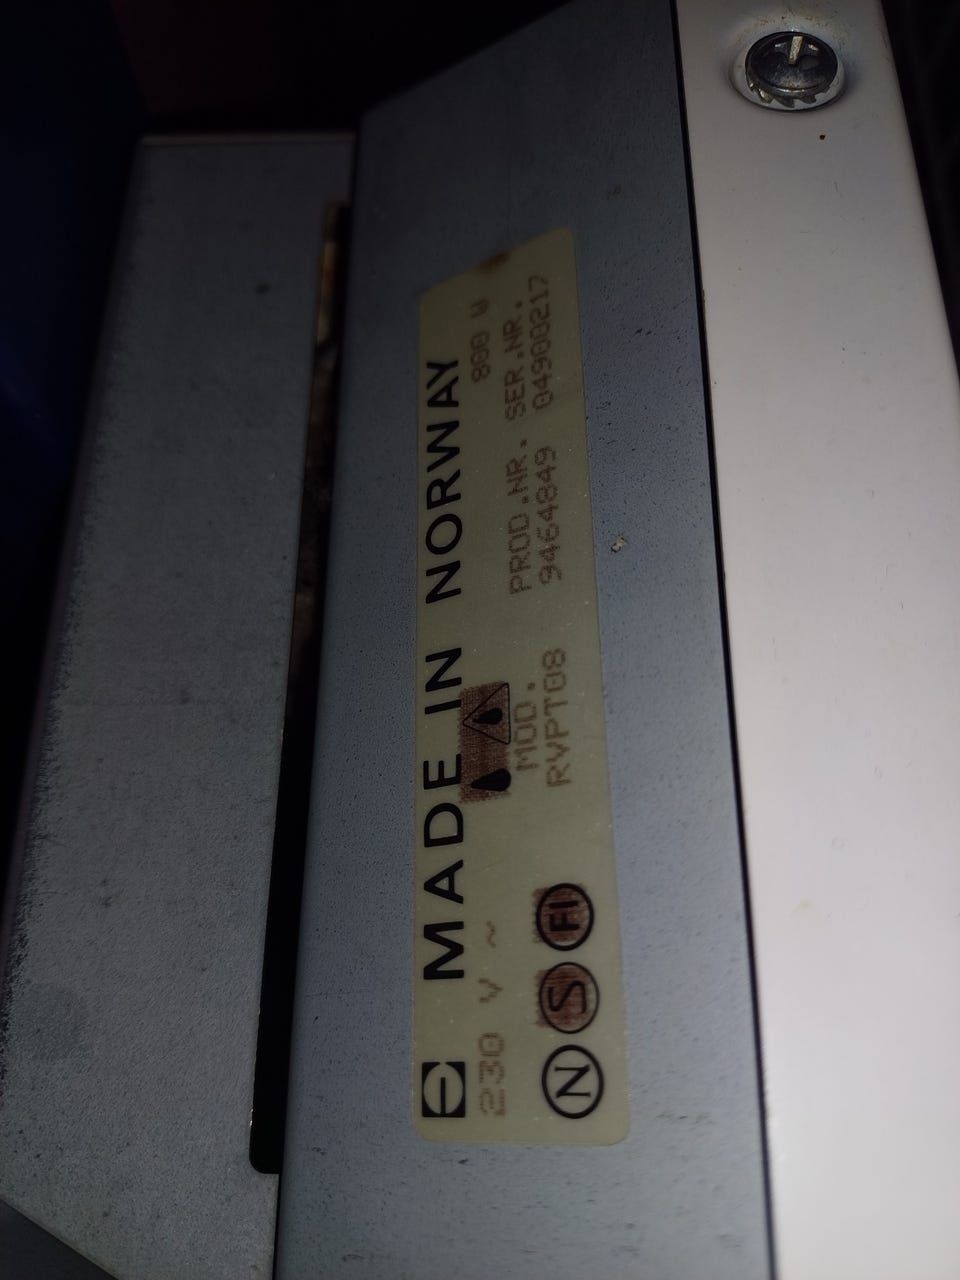 MADE IN NORWAY
230 V ~ 800 W
MOD. PROD.NR. SER.NR.
N S FI RVPT08 9464849 04900217